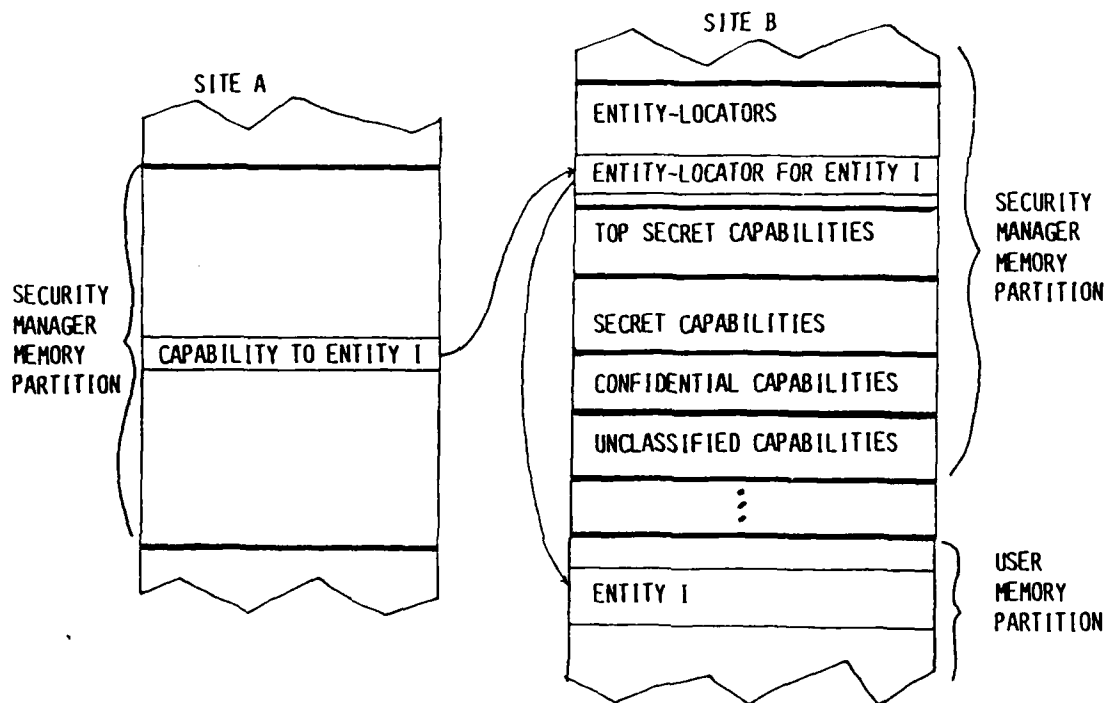 SITE A
SECURITY
MANAGER
MEMORY
PARTITION
CAPABILITY TO ENTITY I
SITE B
ENTITY-LOCATORS
ENTITY-LOCATOR FOR ENTITY I
TOP SECRET CAPABILITIES
SECRET CAPABILITIES
CONFIDENTIAL CAPABILITIES
UNCLASSIFIED CAPABILITIES
ENTITY I
SECURITY
MANAGER
MEMORY
PARTITION
USER
MEMORY
PARTITION